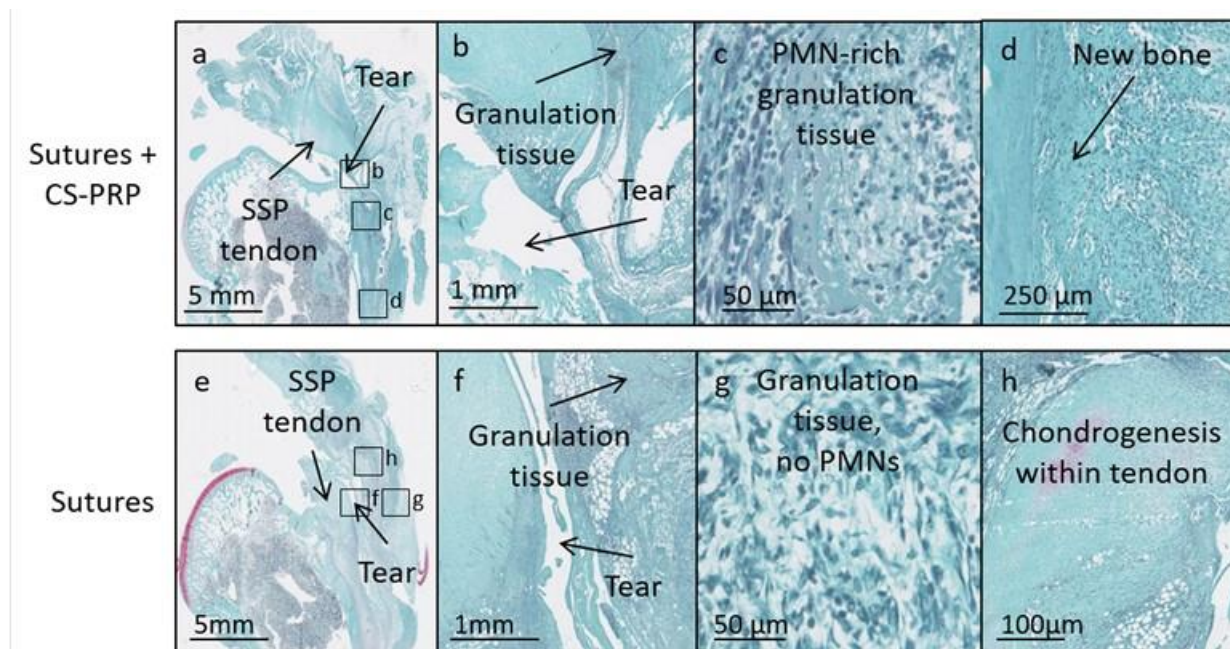 Sutures +
CS-PRP
a
Tear
SSP
tendon
b
c
d
5 mm
b
Granulation
tissue
Tear
1 mm
c
PMN-rich
granulation
tissue
50 µm
d
New bone
250 µm
Sutures
e
SSP
tendon
h
f
g
Tear
5mm
f
Granulation
tissue
Tear
1mm
g
Granulation
tissue,
no PMNs
50 µm
h
Chondrogenesis
within tendon
100µm